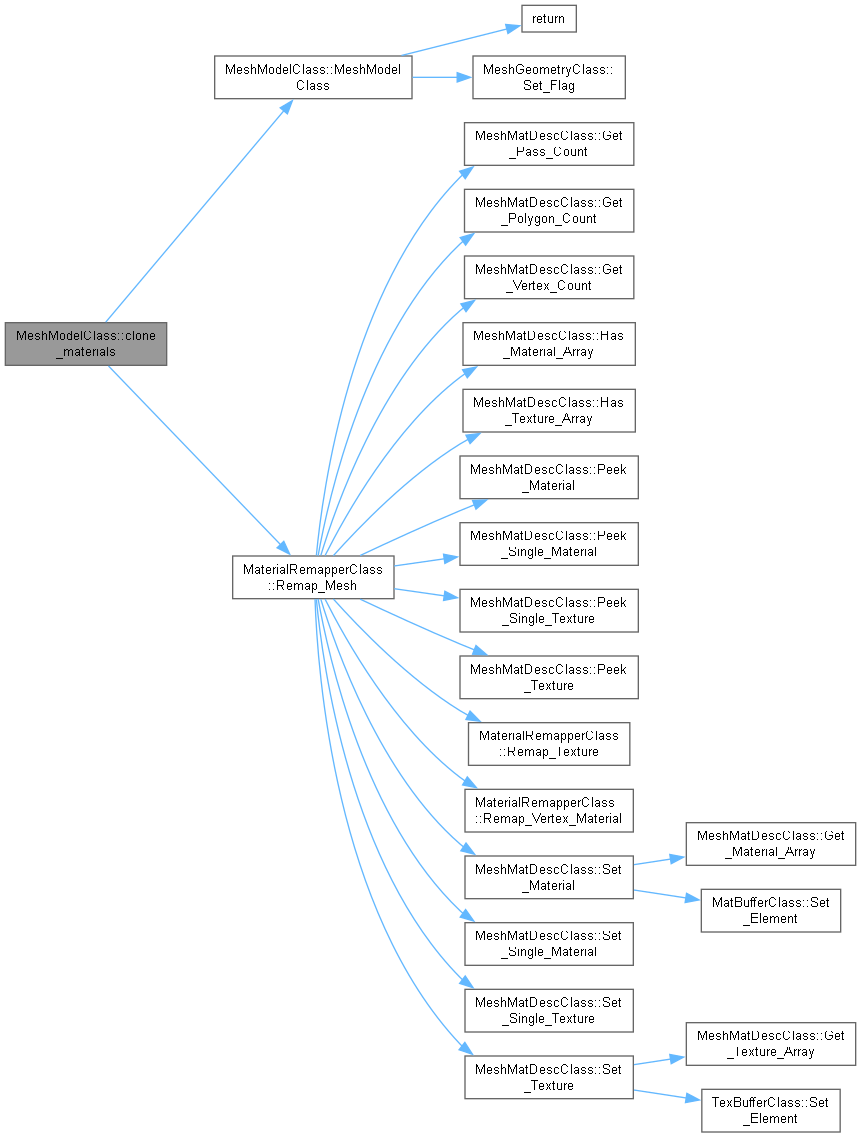 return
MeshModelClass::MeshModel
Class
MeshGeometryClass::
Set_Flag
MeshMatDescClass::Get
_Pass_Count
MeshMatDescClass::Get
_Polygon_Count
MeshMatDescClass::Get
_Vertex_Count
MeshModelClass::clone
_materials
MeshMatDescClass::Has
_Material_Array
MeshMatDescClass::Has
_Texture_Array
MeshMatDescClass::Peek
_Material
MeshMatDescClass::Peek
_Single_Material
MaterialRemapperClass
::Remap_Mesh
MeshMatDescClass::Peek
_Single_Texture
MeshMatDescClass::Peek
_Texture
MaterialRemapperClass
::Remap_Texture
MaterialRemapperClass
::Remap_Vertex_Material
MeshMatDescClass::Set
_Material
MeshMatDescClass::Get
_Material_Array
MatBufferClass::Set
_Element
MeshMatDescClass::Set
_Single_Material
MeshMatDescClass::Set
_Single_Texture
MeshMatDescClass::Set
_Texture
MeshMatDescClass::Get
_Texture_Array
TexBufferClass::Set
_Element